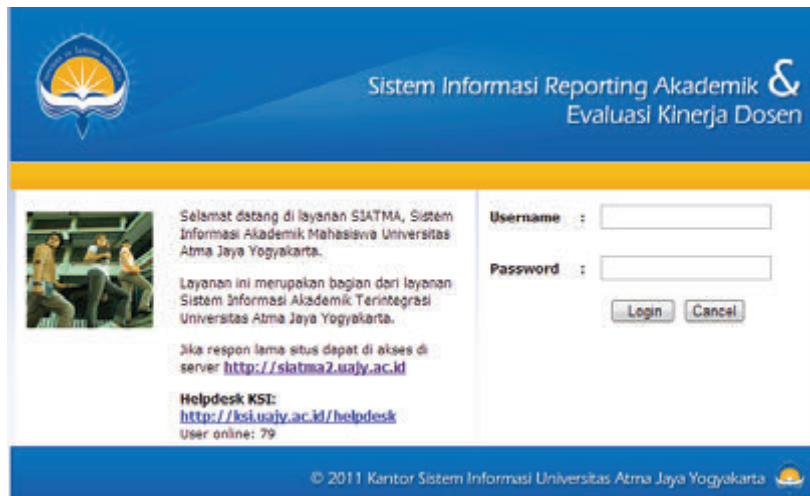 Sistem Informasi Reporting Akademik &
Evaluasi Kinerja Dosen
Selamat datang di layanan SIATMA, Sistem
Informasi Akademik Mahasiswa Universitas
Atma Jaya Yogyakarta.
Layanan ini merupakan bagian dari layanan
Sistem Informasi Akademik Terintegrasi
Universitas Atma Jaya Yogyakarta.
Jika respon lama situs dapat di akses di
server http://siatma2.uajy.ac.id
Helpdesk KSI:
http://ksi.uajy.ac.id/helpdesk
User online: 79
Username :
Password :
Login Cancel
© 2011 Kantor Sistem Informasi Universitas Atma Jaya Yogyakarta